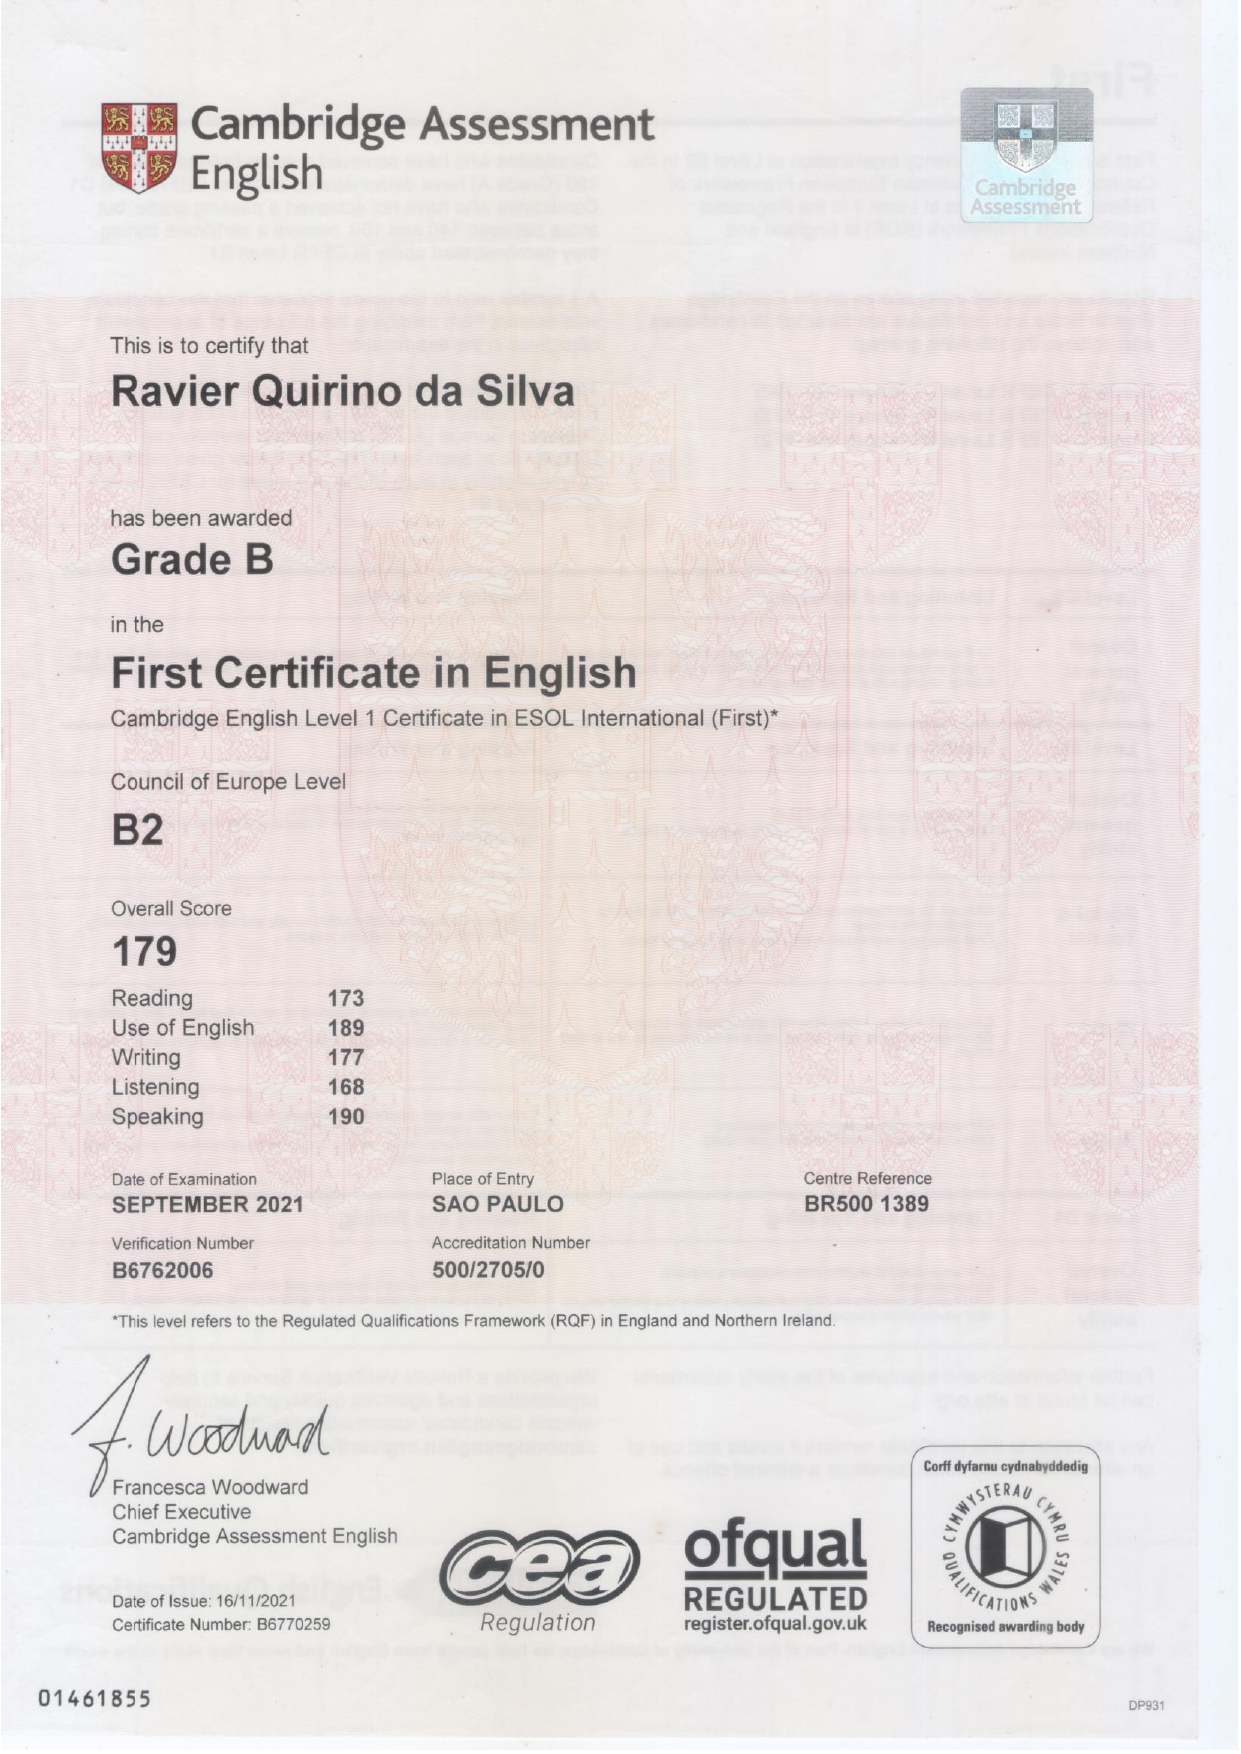 Cambridge Assessment
English
Cambridge
Assessment
This is to certify that
Ravier Quirino da Silva
has been awarded
Grade B
in the
First Certificate in English
Cambridge English Level 1 Certificate in ESOL International (First)*
Council of Europe Level
B2
Overall Score
179
Reading 173
Use of English 189
Writing 177
Listening 168
Speaking 190
Date of Examination Place of Entry Centre Reference
SEPTEMBER 2021 SAO PAULO BR500 1389
Verification Number Accreditation Number
B6762006 500/2705/0
*This level refers to the Regulated Qualifications Framework (RQF) in England and Northern Ireland.
F. Woodward
Francesca Woodward
Chief Executive
Cambridge Assessment English
Date of Issue: 16/11/2021
Certificate Number: B6770259
cea
Regulation
ofqual
REGULATED
register.ofqual.gov.uk
Corff dyfarnu cydnabyddedig
CYMWYSTERAU CYMRU
QUALIFICATIONS WALES
Recognised awarding body
01461855
DP931